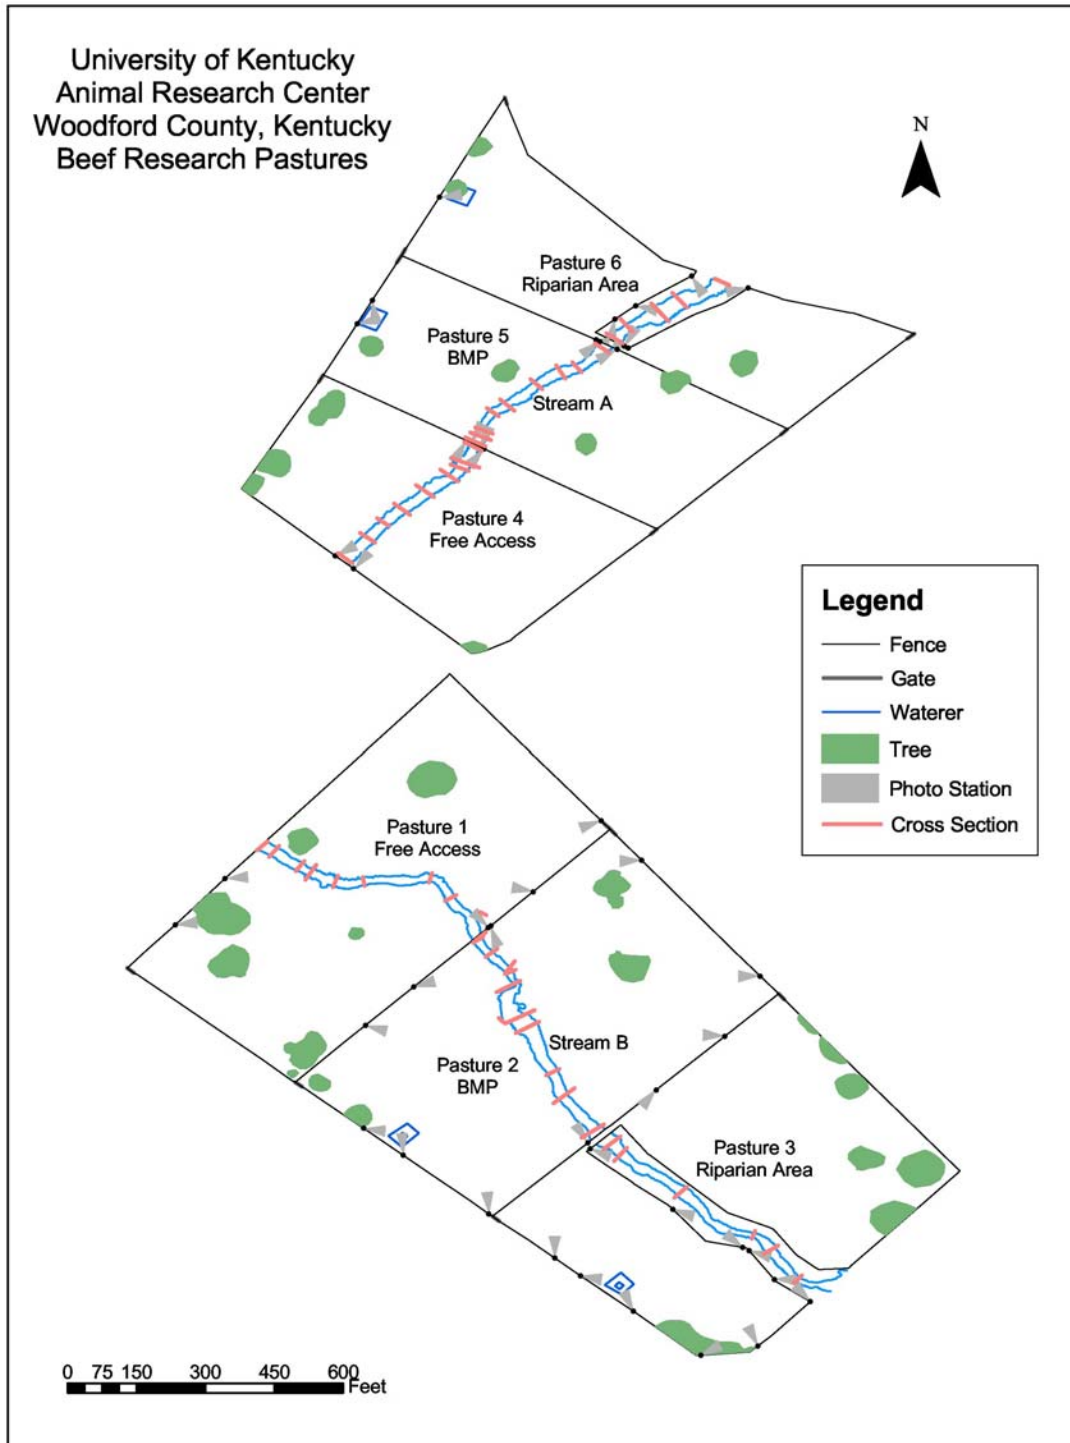 University of Kentucky
Animal Research Center
Woodford County, Kentucky
Beef Research Pastures
N
Pasture 6
Riparian Area
Pasture 5
BMP
Stream A
Pasture 4
Free Access
Legend
Fence
Gate
Waterer
Tree
Photo Station
Cross Section
Pasture 1
Free Access
Stream B
Pasture 2
BMP
Pasture 3
Riparian Area
0 75 150 300 450 600
Feet